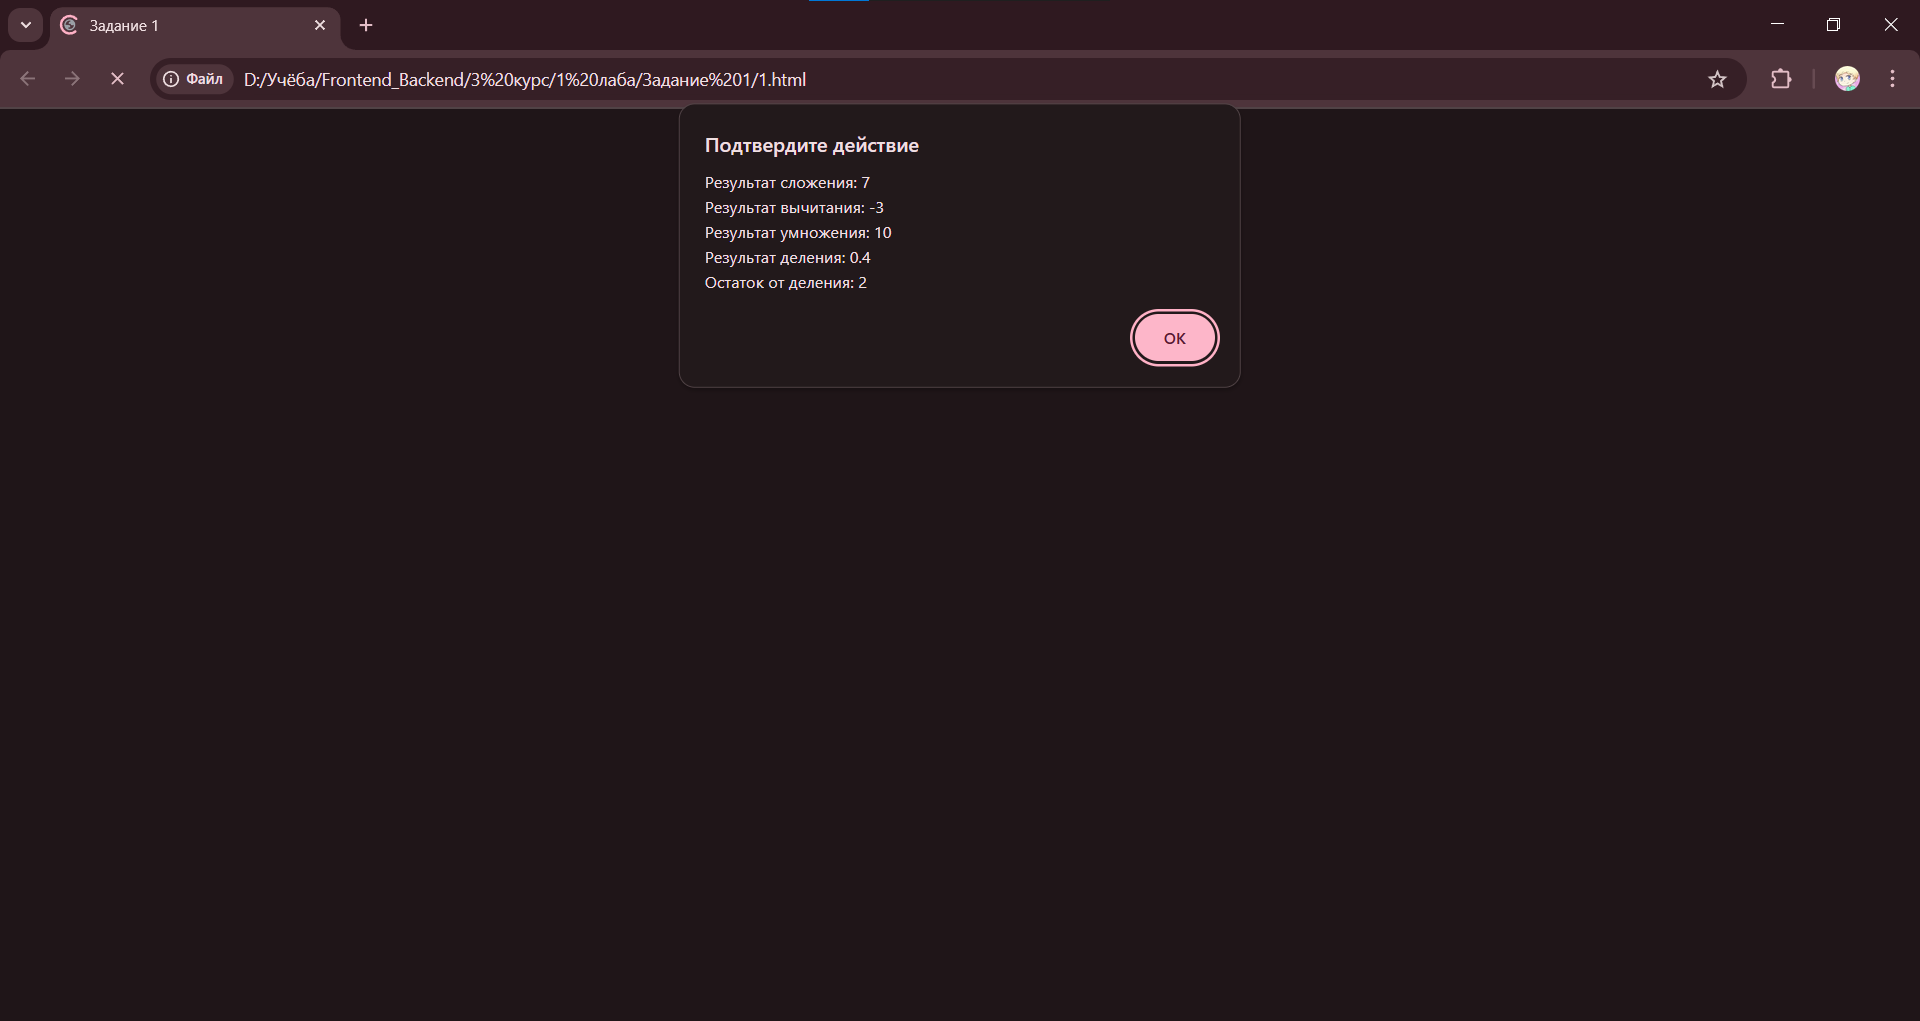 Задание 1
Файл D:/Учёба/Frontend_Backend/3%20курс/1%20лаба/Задание%201/1.html
Подтвердите действие
Результат сложения: 7
Результат вычитания: -3
Результат умножения: 10
Результат деления: 0.4
Остаток от деления: 2
ОК